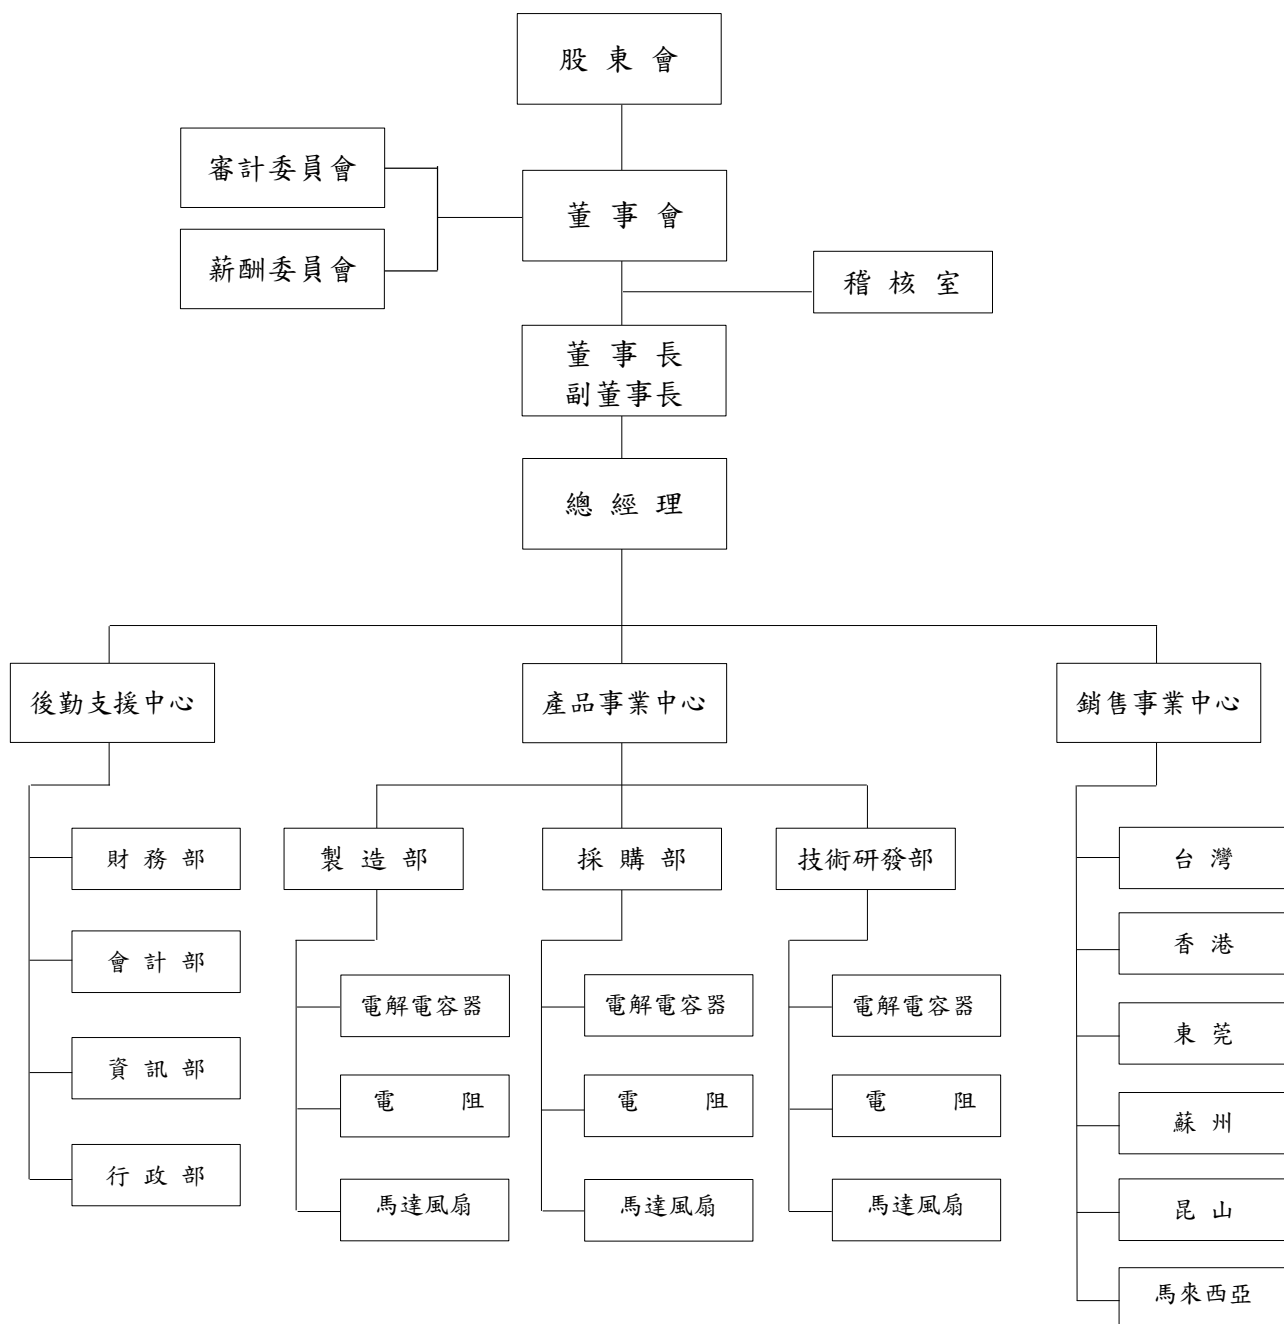 股東會
審計委員會
董事會
薪酬委員會
稽核室
董事長
副董事長
總經理
後勤支援中心
產品事業中心
銷售事業中心
財務部
會計部
資訊部
行政部
製造部
電解電容器
電阻
馬達風扇
採購部
電解電容器
電阻
馬達風扇
技術研發部
電解電容器
電阻
馬達風扇
台灣
香港
東莞
蘇州
昆山
馬來西亞